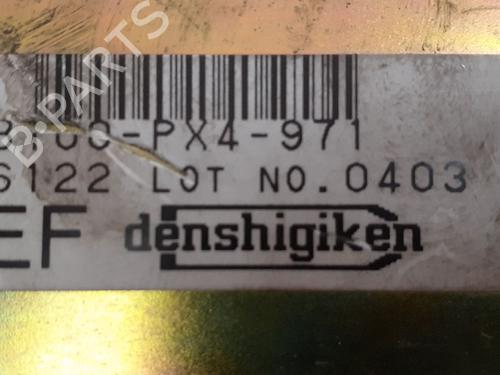 -PX4-971
6122 LOT NO.0403
EF denshigiken
B-PARTS